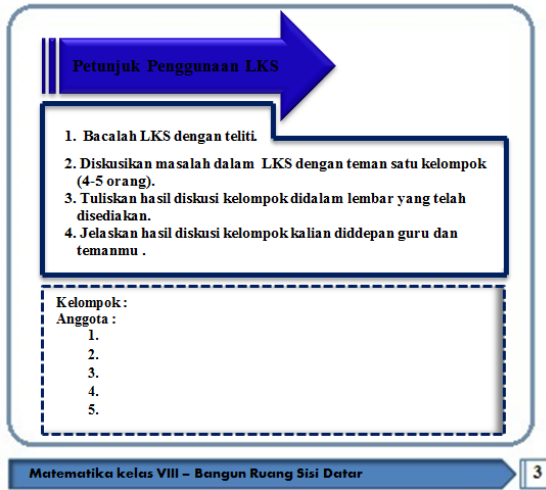 Petunjuk Penggunaan LKS
1. Bacalah LKS dengan teliti.
2. Diskusikan masalah dalam LKS dengan teman satu kelompok
(4-5 orang).
3. Tuliskan hasil diskusi kelompok didalam lembar yang telah
disediakan.
4. Jelaskan hasil diskusi kelompok kalian diddepan guru dan
temanmu .
Kelompok :
Anggota :
1.
2.
3.
4.
5.
Matematika kelas VIII – Bangun Ruang Sisi Datar
3